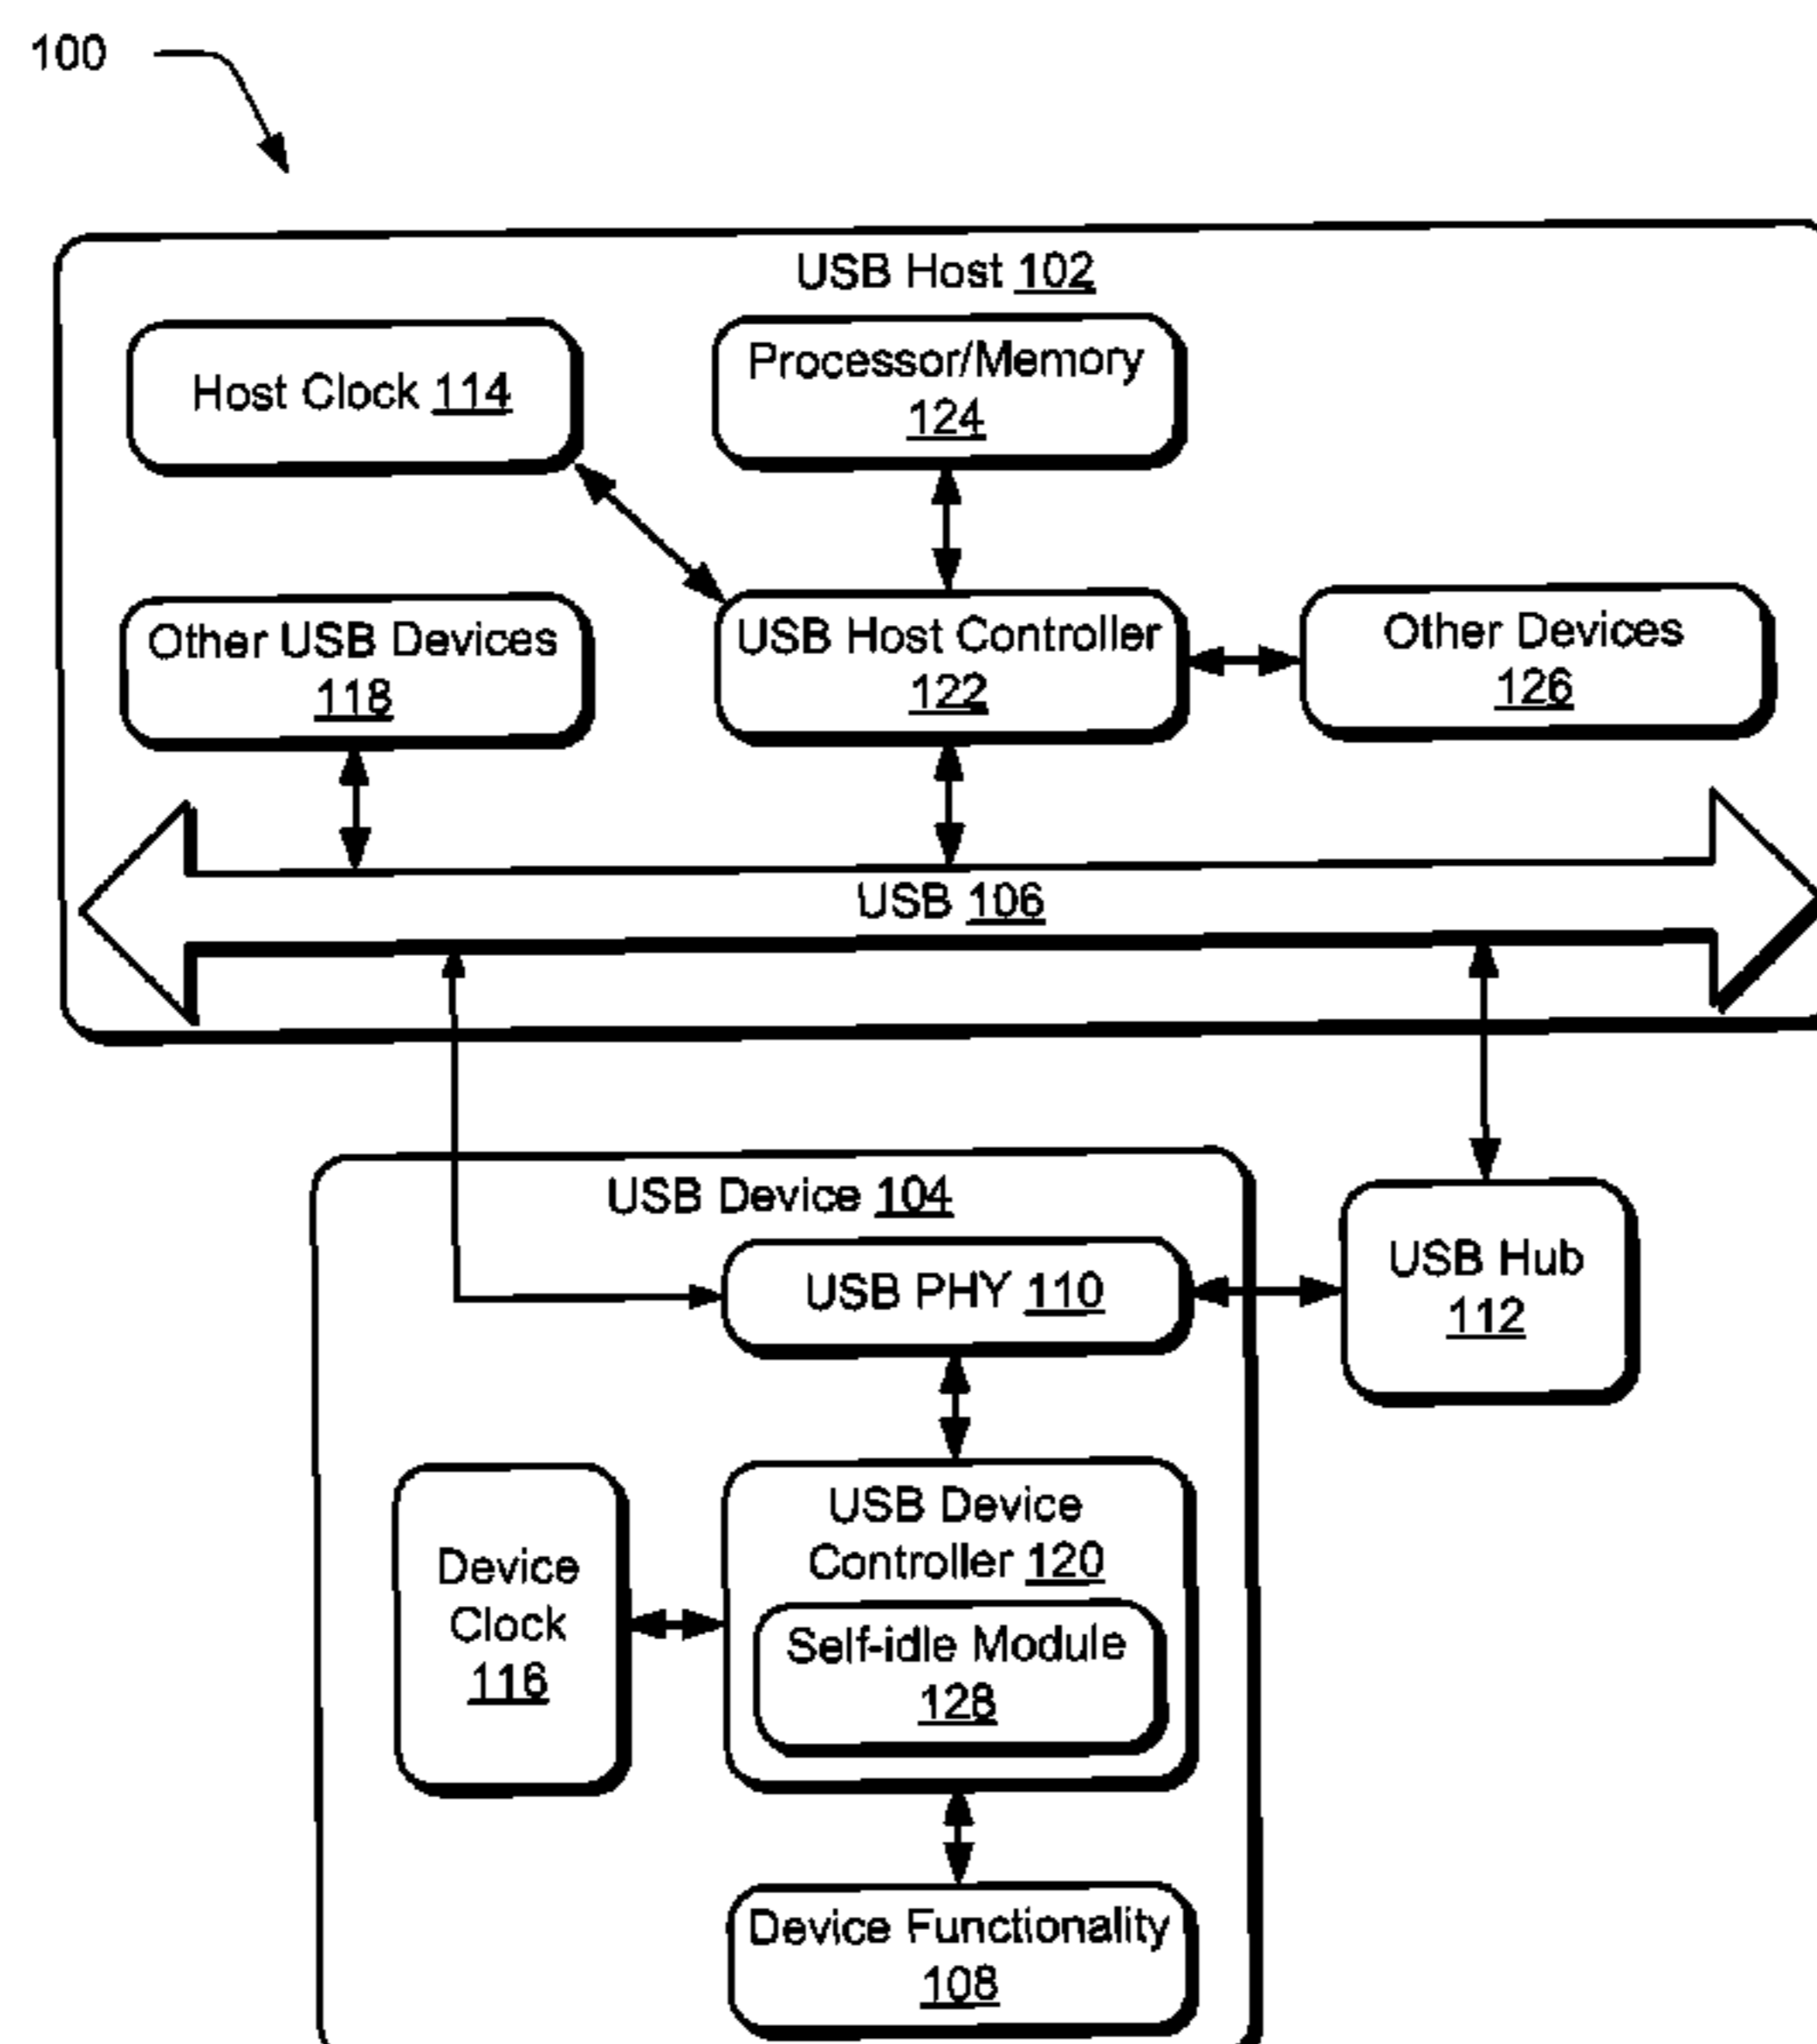 100
USB Host 102
Host Clock 114
Processor/Memory
124
Other USB Devices
118
USB Host Controller
122
Other Devices
126
USB 106
USB Device 104
USB PHY 110
USB Hub
112
Device
Clock
116
USB Device
Controller 120
Self-idle Module
128
Device Functionality
108